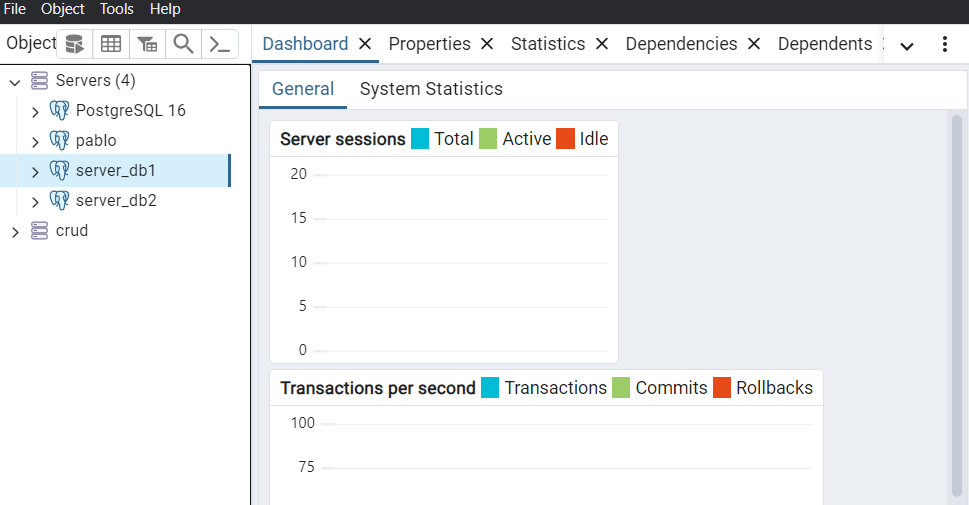 File Object Tools Help
Object
Dashboard Properties Statistics Dependencies Dependents
Servers (4)
PostgreSQL 16
pablo
server_db1
server_db2
crud
General System Statistics
Server sessions Total Active Idle
20
15
10
5
0
Transactions per second Transactions Commits Rollbacks
100
75